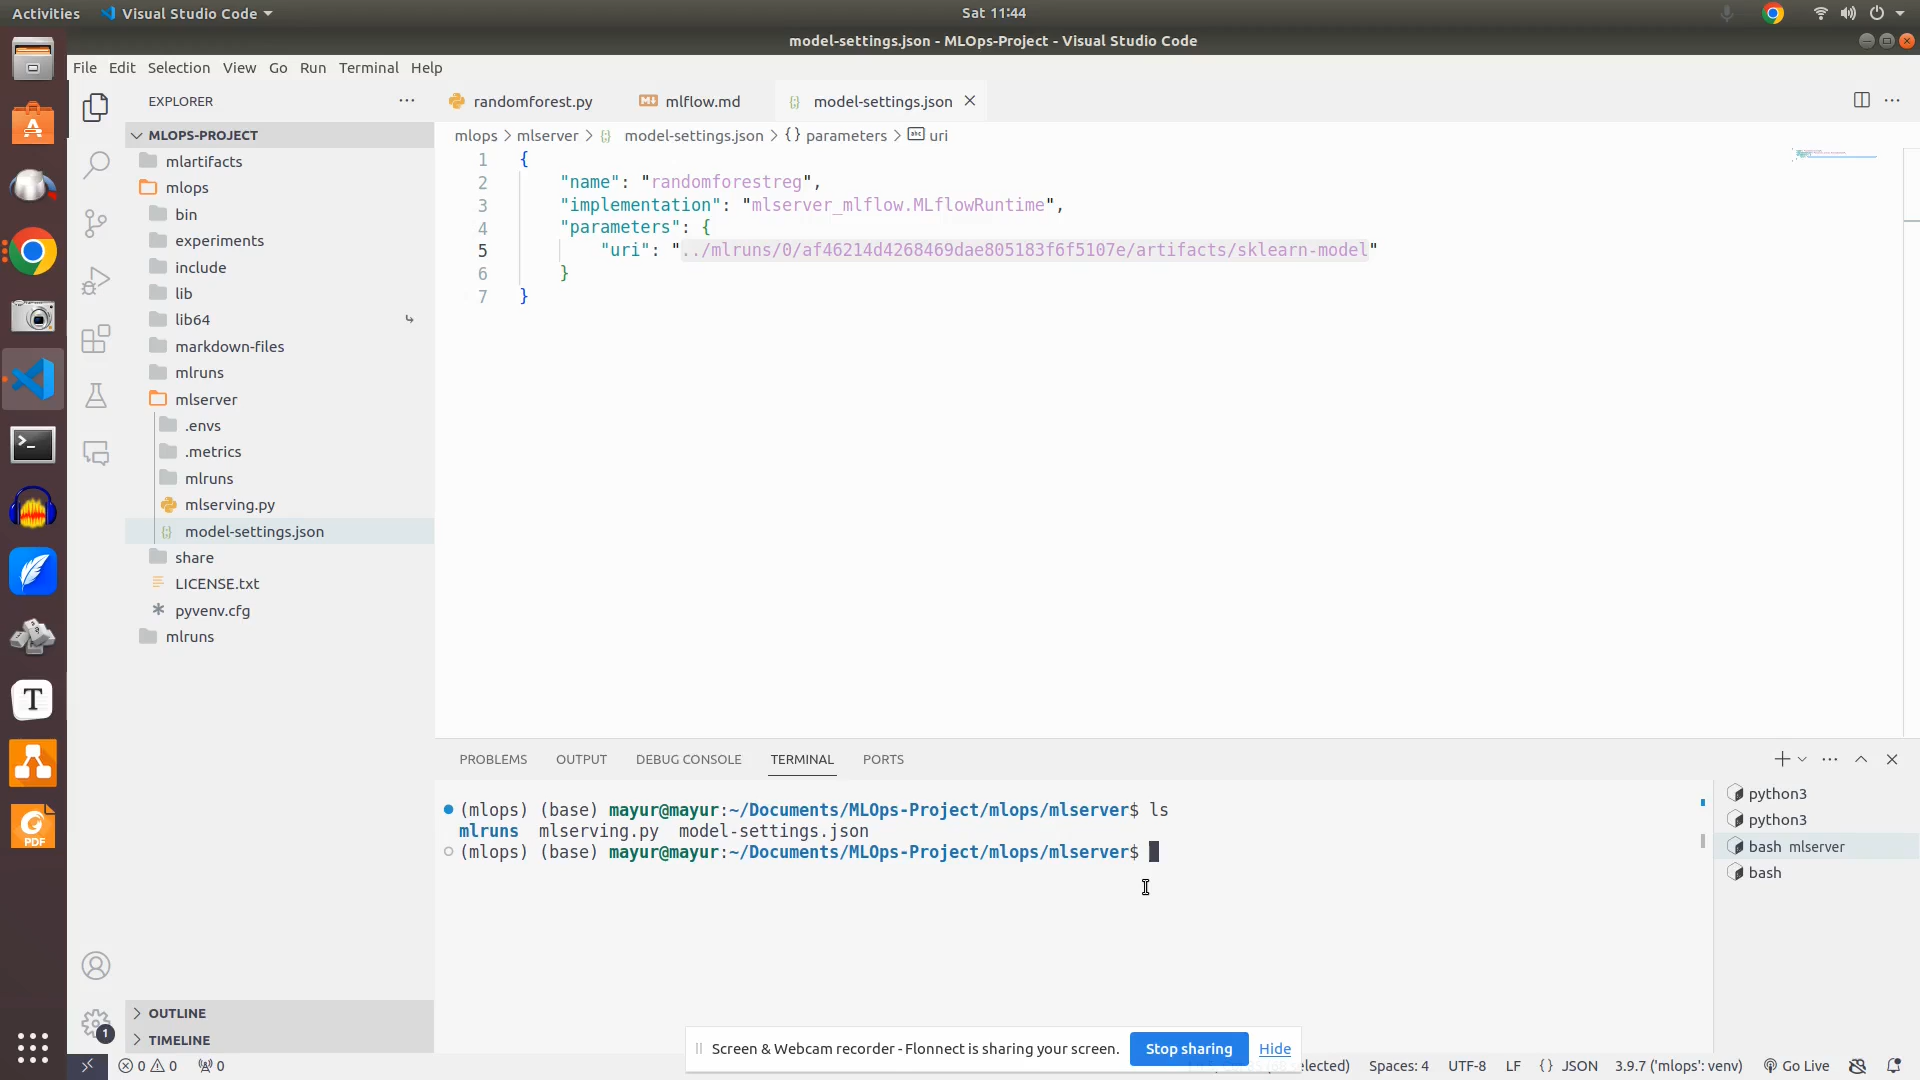 Activities
Visual Studio Code
Sat 11:44
model-settings.json - MLOps-Project - Visual Studio Code
File Edit Selection View Go Run Terminal Help
EXPLORER
MLOPS-PROJECT
mlartifacts
mlops
bin
experiments
include
lib
lib64
markdown-files
mlruns
mlserver
.envs
.metrics
mlruns
mlserving.py
model-settings.json
share
LICENSE.txt
pyvenv.cfg
mlruns
OUTLINE
TIMELINE
randomforest.py
mlflow.md
model-settings.json
mlops > mlserver > model-settings.json > {} parameters > uri
1 {
2 "name": "randomforestreg",
3 "implementation": "mlserver_mlflow.MLflowRuntime",
4 "parameters": {
5 "uri": "../mlruns/0/af46214d4268469dae805183f6f5107e/artifacts/sklearn-model"
6 }
7 }
PROBLEMS OUTPUT DEBUG CONSOLE TERMINAL PORTS
(mlops) (base) mayur@mayur:~/Documents/MLOps-Project/mlops/mlserver$ ls
mlruns mlserving.py model-settings.json
(mlops) (base) mayur@mayur:~/Documents/MLOps-Project/mlops/mlserver$
python3
python3
bash mlserver
bash
Screen & Webcam recorder - Flonnect is sharing your screen.
Stop sharing
Hide
1
T
PDF
0 0 0
Spaces: 4 UTF-8 LF {} JSON 3.9.7 ('mlops': venv) Go Live